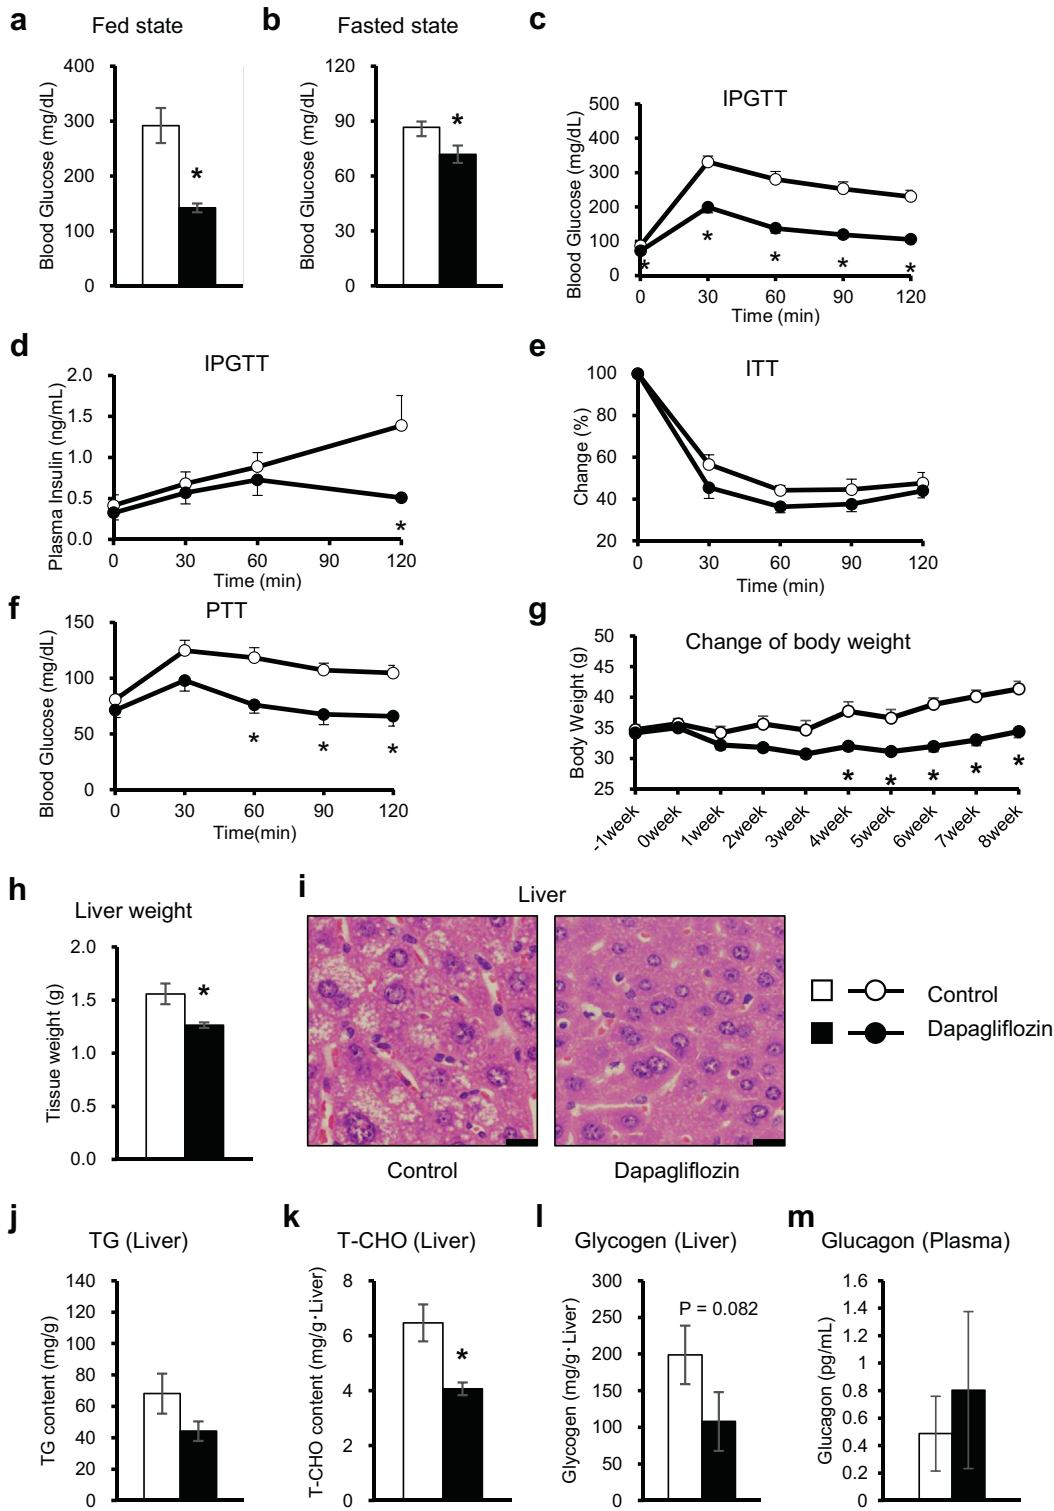 a
Fed state
Blood Glucose (mg/dL)
400
300
200
100
0
*
b
Fasted state
Blood Glucose (mg/dL)
120
90
60
30
0
*
c
IPGTT
Blood Glucose (mg/dL)
500
400
300
200
100
0
* * * * *
0 30 60 90 120
Time (min)
d
IPGTT
Plasma Insulin (ng/mL)
2.0
1.5
1.0
0.5
0.0
*
0 30 60 120
Time (min)
e
ITT
Change (%)
100
80
60
40
20
0 30 60 90 120
Time (min)
f
PTT
Blood Glucose (mg/dL)
150
100
50
0
* * *
0 30 60 90 120
Time(min)
g
Change of body weight
Body Weight (g)
50
45
40
35
30
25
* * * * *
-1week 0week 1week 2week 3week 4week 5week 6week 7week 8week
h
Liver weight
Tissue weight (g)
2.0
1.5
1.0
0.5
0.0
*
i
Liver
Control
Dapagliflozin
Control
Dapagliflozin
j
TG (Liver)
TG content (mg/g)
140
120
100
80
60
40
20
0
k
T-CHO (Liver)
T-CHO content (mg/g·Liver)
8
6
4
2
0
*
l
Glycogen (Liver)
Glycogen (mg/g·Liver)
300
250
200
150
100
50
0
P = 0.082
m
Glucagon (Plasma)
Glucagon (pg/mL)
1.6
1.4
1.2
1
0.8
0.6
0.4
0.2
0